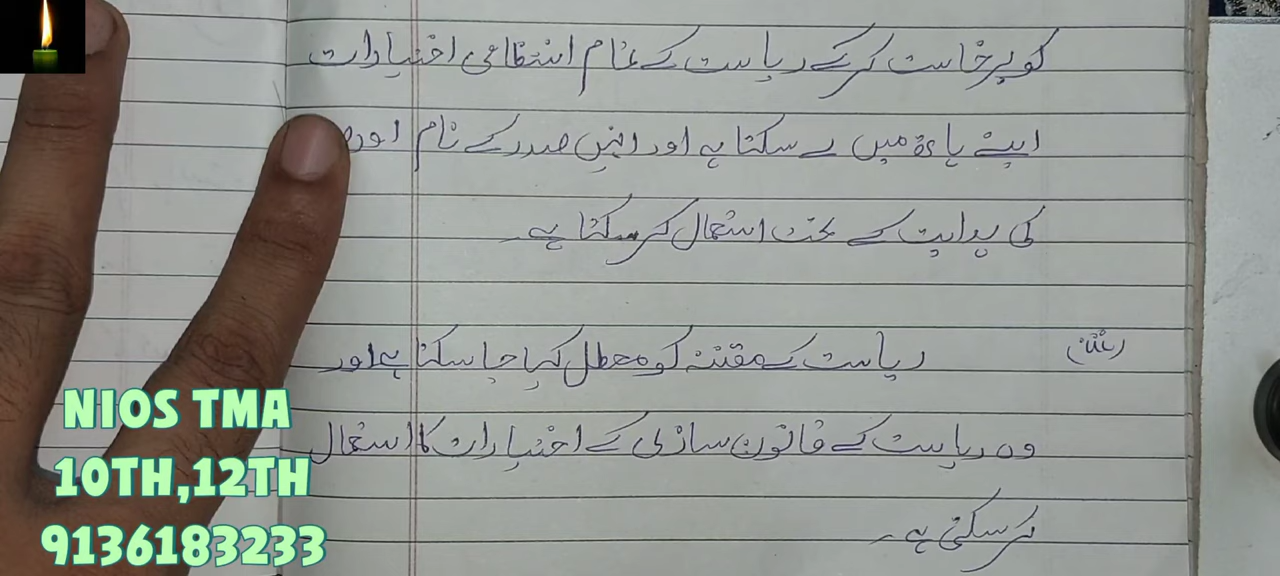 کو برخاست کرکے ریاست کے تمام انتظامی اختیارات
اپنے ہاتھ میں لے سکتا ہے اور انہیں صدر کے نام اور
کی ہدایت کے تحت استعمال کر سکتا ہے۔
ریاست کے مقننہ کو معطل کیا جا سکتا ہے اور
وہ ریاست کے قانون سازی کے اختیارات کا استعمال
کر سکتی ہے۔
NIOS TMA
10TH,12TH
9136183233